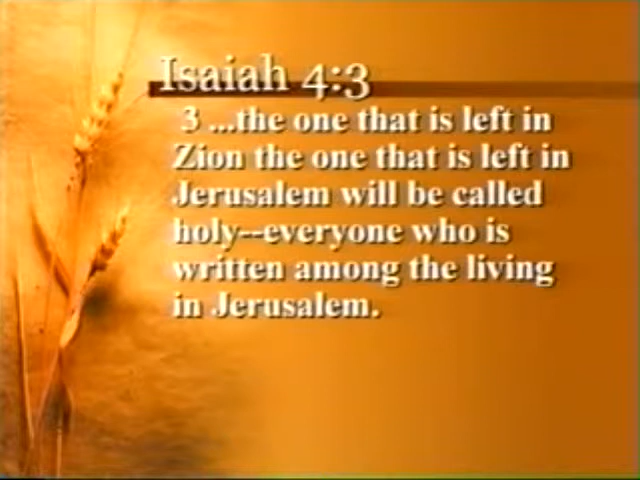 Isaiah 4:3
3 ...the one that is left in
Zion the one that is left in
Jerusalem will be called
holy--everyone who is
written among the living
in Jerusalem.